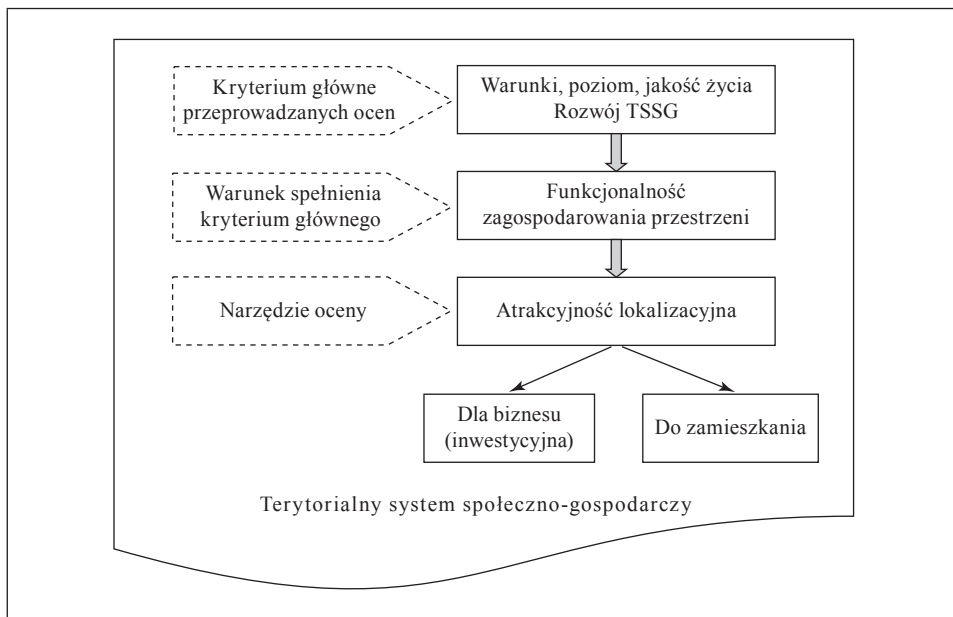 Kryterium główne
przeprowadzanych ocen
Warunki, poziom, jakość życia
Rozwój TSSG
Warunek spełnienia
kryterium głównego
Funkcjonalność
zagospodarowania przestrzeni
Narzędzie oceny
Atrakcyjność lokalizacyjna
Dla biznesu
(inwestycyjna)
Do zamieszkania
Terytorialny system społeczno-gospodarczy